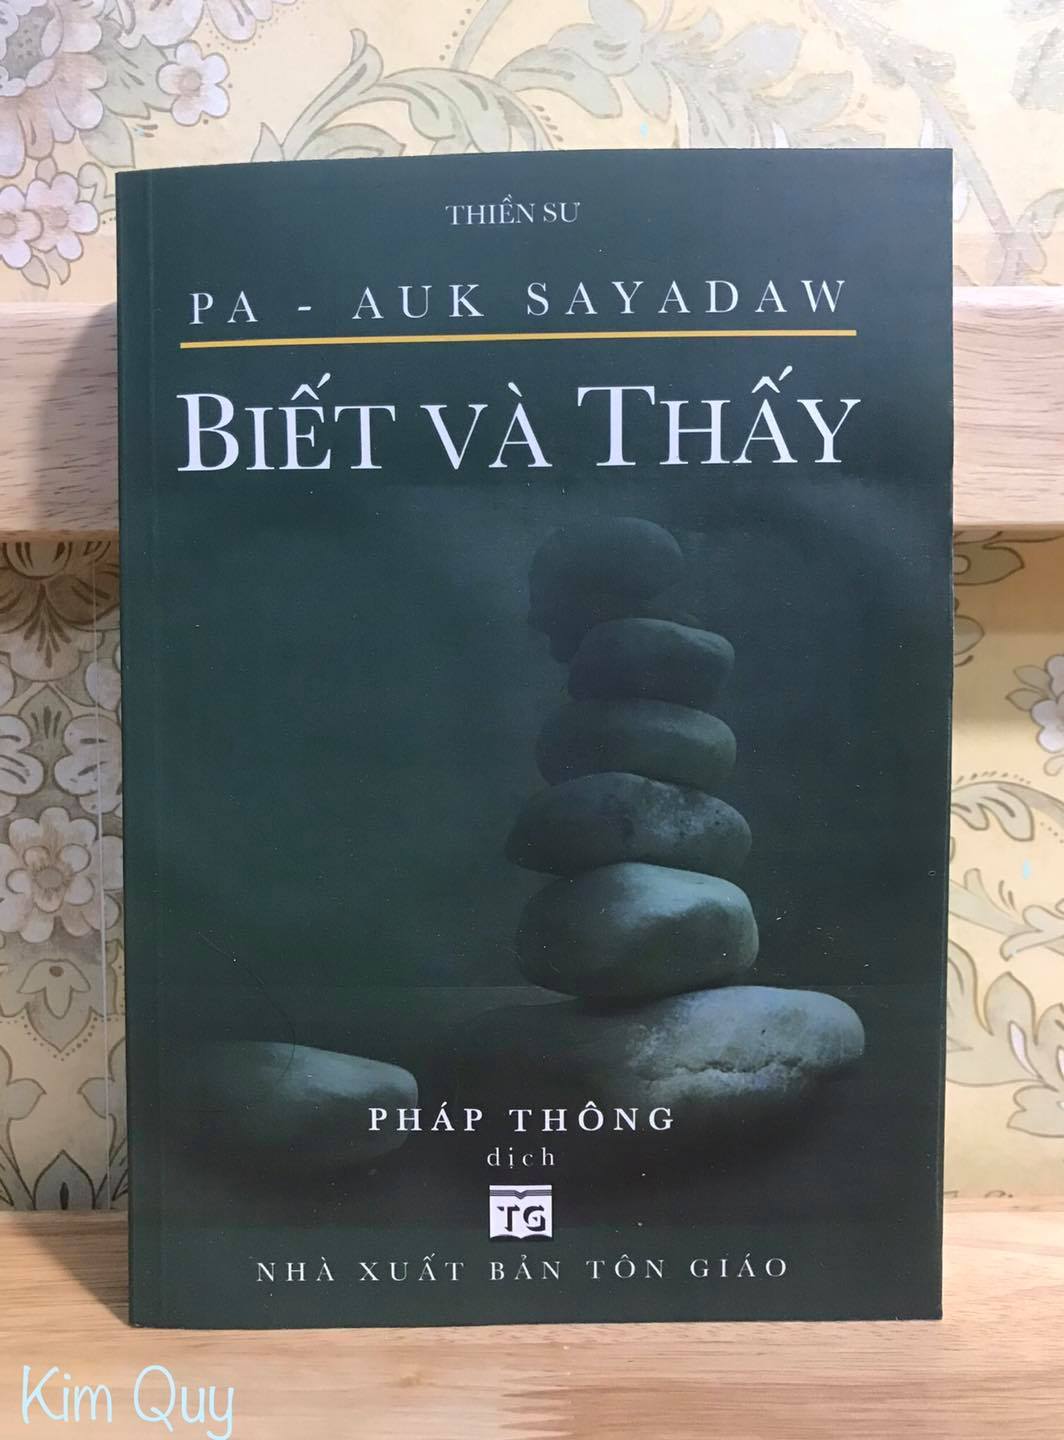 THIỀN SƯ
PA - AUK SAYADAW
BIẾT VÀ THẤY
PHÁP THÔNG
dịch
TG
NHÀ XUẤT BẢN TÔN GIÁO
Kim Quy